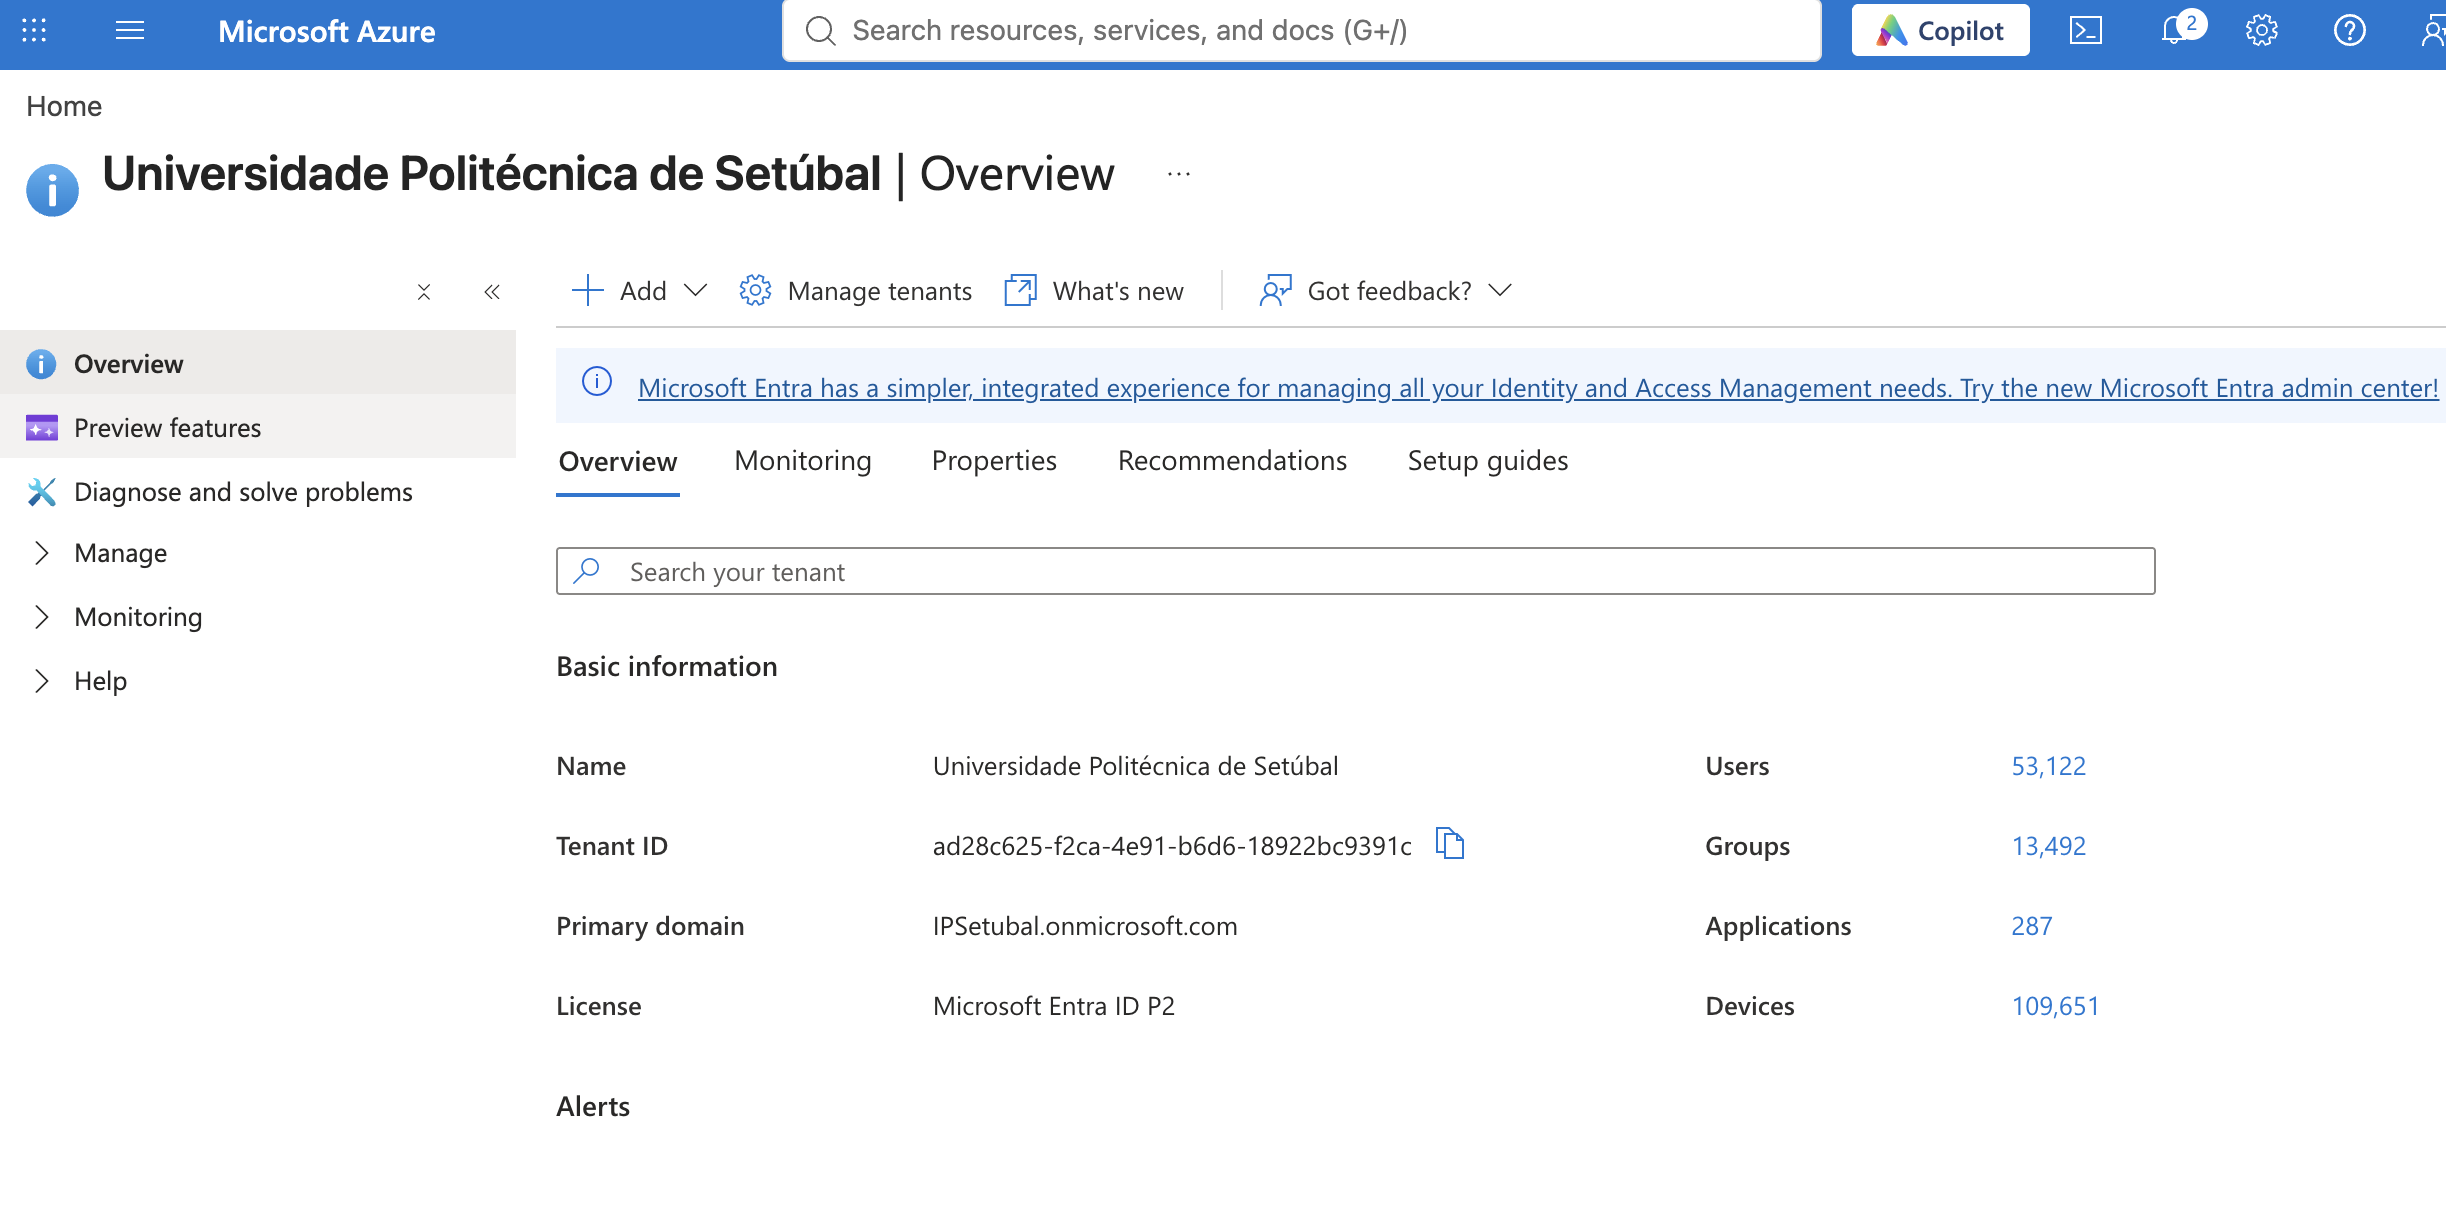 Microsoft Azure
Search resources, services, and docs (G+/)
Copilot
2
Home
Universidade Politécnica de Setúbal | Overview
Add
Manage tenants
What's new
Got feedback?
Overview
Preview features
Diagnose and solve problems
Manage
Monitoring
Help
Microsoft Entra has a simpler, integrated experience for managing all your Identity and Access Management needs. Try the new Microsoft Entra admin center!
Overview Monitoring Properties Recommendations Setup guides
Search your tenant
Basic information
Name Universidade Politécnica de Setúbal Users 53,122
Tenant ID ad28c625-f2ca-4e91-b6d6-18922bc9391c Groups 13,492
Primary domain IPSetubal.onmicrosoft.com Applications 287
License Microsoft Entra ID P2 Devices 109,651
Alerts